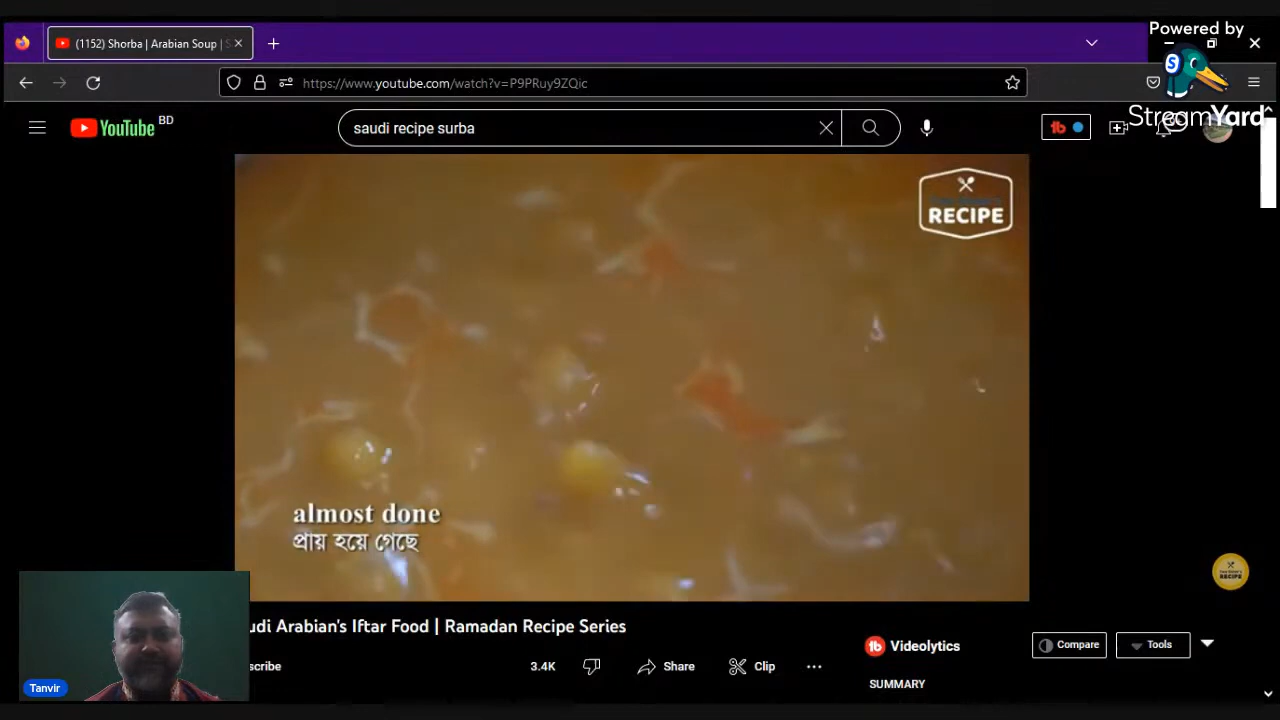 Powered by
StreamYard
(1152) Shorba | Arabian Soup | S
https://www.youtube.com/watch?v=P9PRuy9ZQic
YouTube BD
saudi recipe surba
RECIPE
almost done
প্রায় হয়ে গেছে
RECIPE
udi Arabian's Iftar Food | Ramadan Recipe Series
scribe
3.4K
Share
Clip
Videolytics
Compare
Tools
SUMMARY
Tanvir